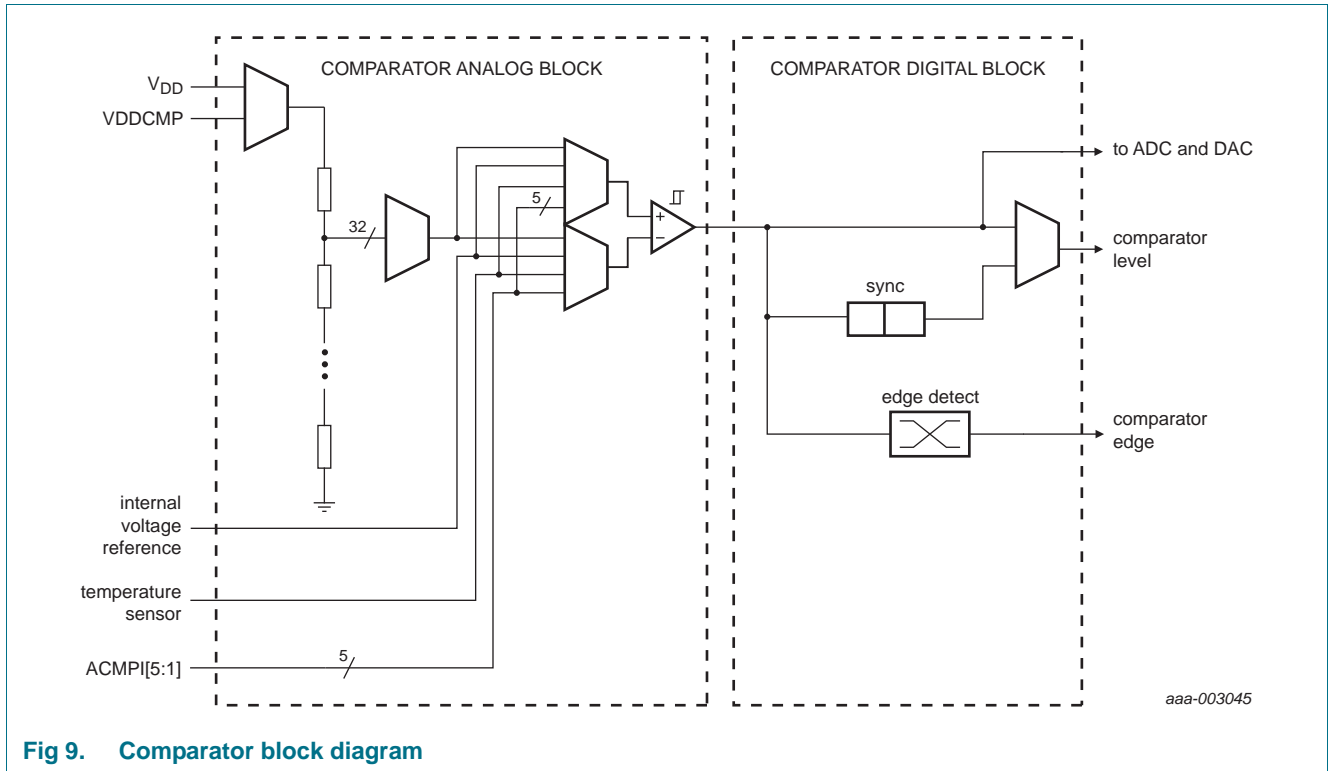 COMPARATOR ANALOG BLOCK
COMPARATOR DIGITAL BLOCK
VDD
VDDCMP
32
5
+
−
to ADC and DAC
comparator
level
sync
edge detect
comparator
edge
internal
voltage
reference
temperature
sensor
ACMPI[5:1]
5
aaa-003045
Fig 9. Comparator block diagram